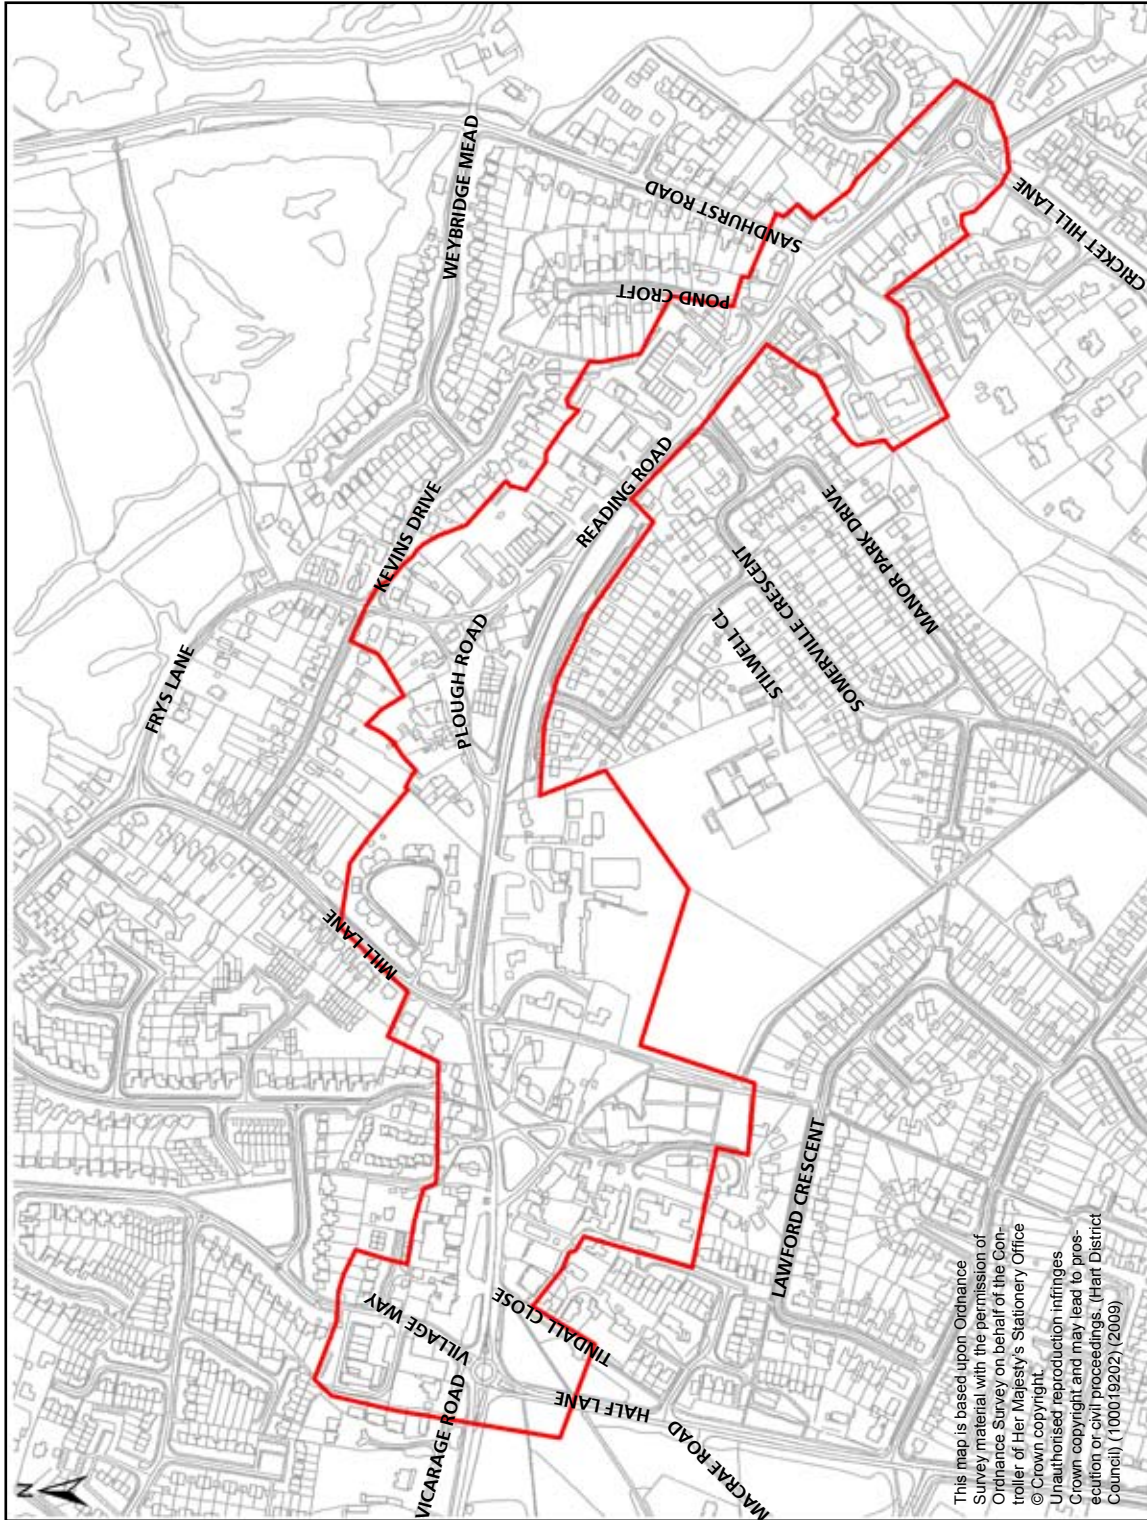 WEYBRIDGE MEAD
SANDHURST ROAD
POND CROFT
CRICKET HILL LANE
KEVINS DRIVE
READING ROAD
FRYS LANE
PLOUGH ROAD
MANOR PARK DRIVE
SOMERVILLE CRESCENT
STILWELL CL
MILL LANE
LAWFORD CRESCENT
VILLAGE WAY
TINDALL CLOSE
VICARAGE ROAD
HALF LANE
MACRAE ROAD
N
This map is based upon Ordnance
Survey material with the permission of
Ordnance Survey on behalf of the Con-
troller of Her Majesty's Stationery Office
© Crown copyright.
Unauthorised reproduction infringes
Crown copyright and may lead to pros-
ecution or civil proceedings. (Hart District
Council) (100019202) (2009)